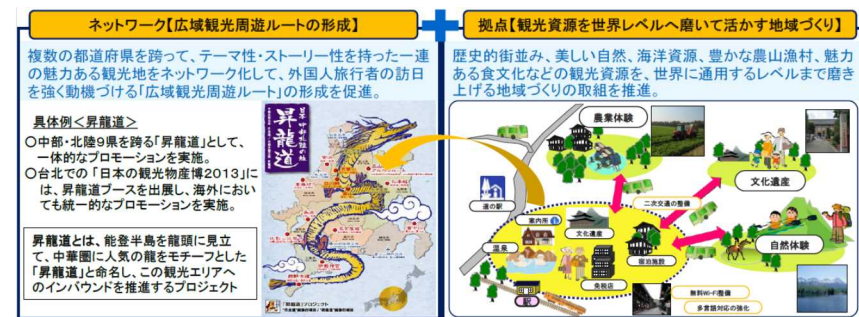 ネットワーク【広域観光周遊ルートの形成】
複数の都道府県を跨って、テーマ性・ストーリー性を持った一連
の魅力ある観光地をネットワーク化して、外国人旅行者の訪日
を強く動機づける「広域観光周遊ルート」の形成を促進。
具体例＜昇龍道＞
○中部・北陸9県を跨る「昇龍道」として、
一体的なプロモーションを実施。
○台北での「日本の観光物産博2013」に
は、昇龍道ブースを出展し、海外におい
ても統一的なプロモーションを実施。
昇龍道とは、能登半島を龍頭に見立
て、中華圏に人気の龍をモチーフとした
「昇龍道」と命名し、この観光エリアへ
のインバウンドを推進するプロジェクト
昇龍道
「昇龍道」プロジェクト
拠点【観光資源を世界レベルへ磨いて活かす地域づくり】
歴史的街並み、美しい自然、海洋資源、豊かな農山漁村、魅力
ある食文化などの観光資源を、世界に通用するレベルまで磨き
上げる地域づくりの取組を推進。
農業体験
文化遺産
道の駅
二次交通の整備
案内所
文化遺産
温泉
宿泊施設
自然体験
免税店
駅
無料Wi-Fi整備
多言語対応の強化